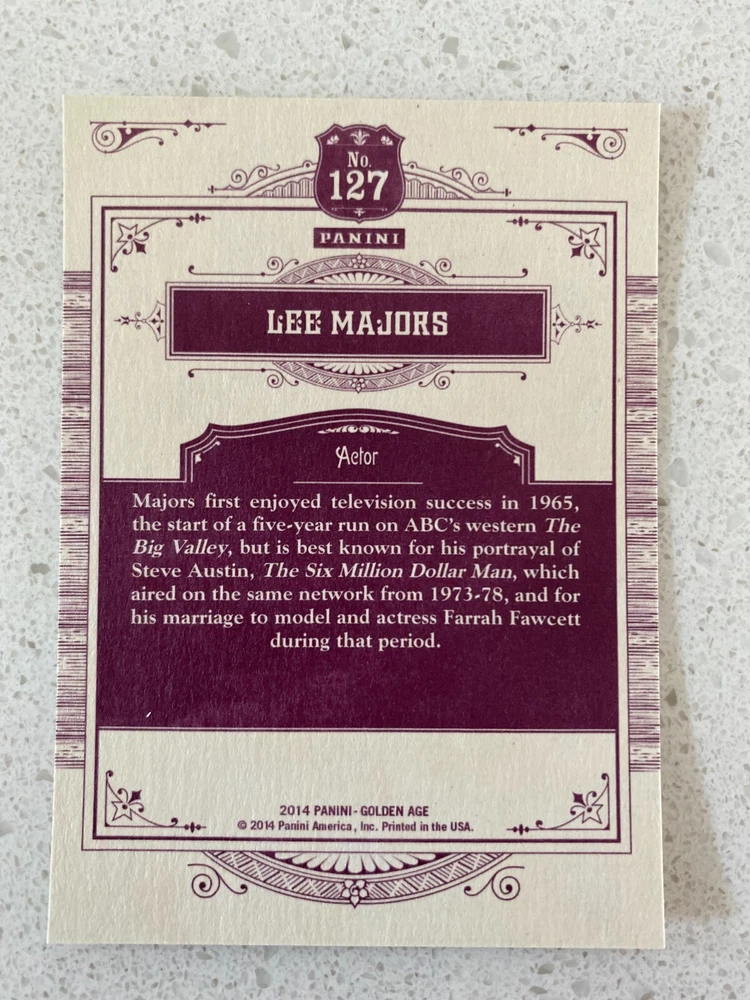 No.
127
PANINI
LEE MAJORS
Actor
Majors first enjoyed television success in 1965,
the start of a five-year run on ABC's western The
Big Valley, but is best known for his portrayal of
Steve Austin, The Six Million Dollar Man, which
aired on the same network from 1973-78, and for
his marriage to model and actress Farrah Fawcett
during that period.
2014 PANINI - GOLDEN AGE
© 2014 Panini America, Inc. Printed in the USA.